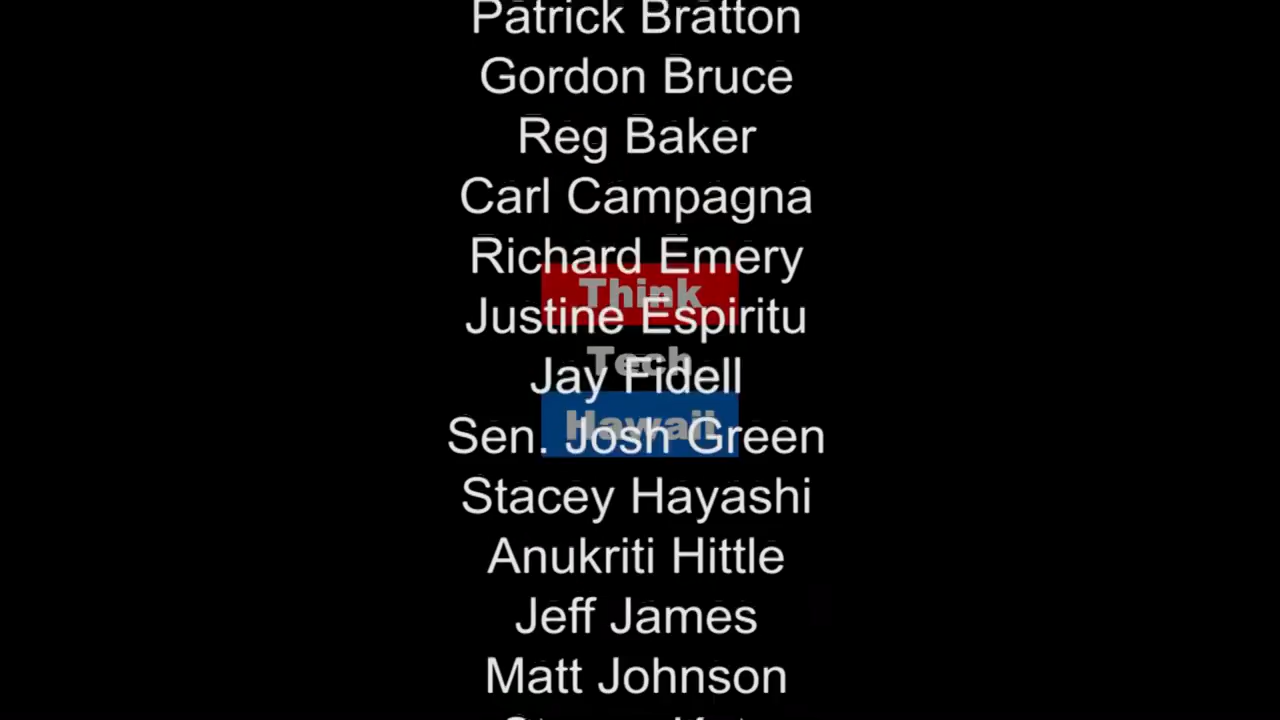 Patrick Bratton
Gordon Bruce
Reg Baker
Carl Campagna
Richard Emery
Think
Justine Espiritu
Tech
Jay Fidell
Hawaii
Sen. Josh Green
Stacey Hayashi
Anukriti Hittle
Jeff James
Matt Johnson